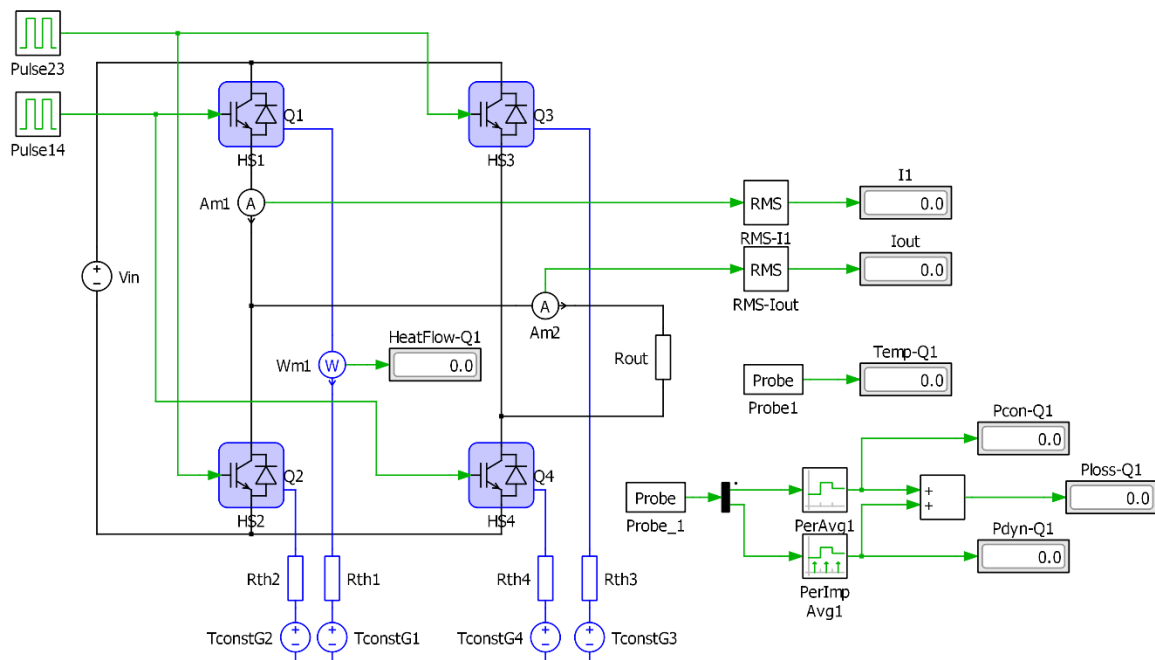 Pulse23
Pulse14
Q1
HS1
Q3
HS3
Am1
A
Vin
RMS
RMS-I1
I1
0.0
RMS
RMS-Iout
Iout
0.0
A
Am2
Rout
Wm1
W
HeatFlow-Q1
0.0
Probe
Probe1
Temp-Q1
0.0
Q2
HS2
Q4
HS4
Probe
Probe_1
PerAvg1
PerImp
Avg1
Pcon-Q1
0.0
Ploss-Q1
0.0
Pdyn-Q1
0.0
Rth2
Rth1
Rth4
Rth3
TconstG2
TconstG1
TconstG4
TconstG3